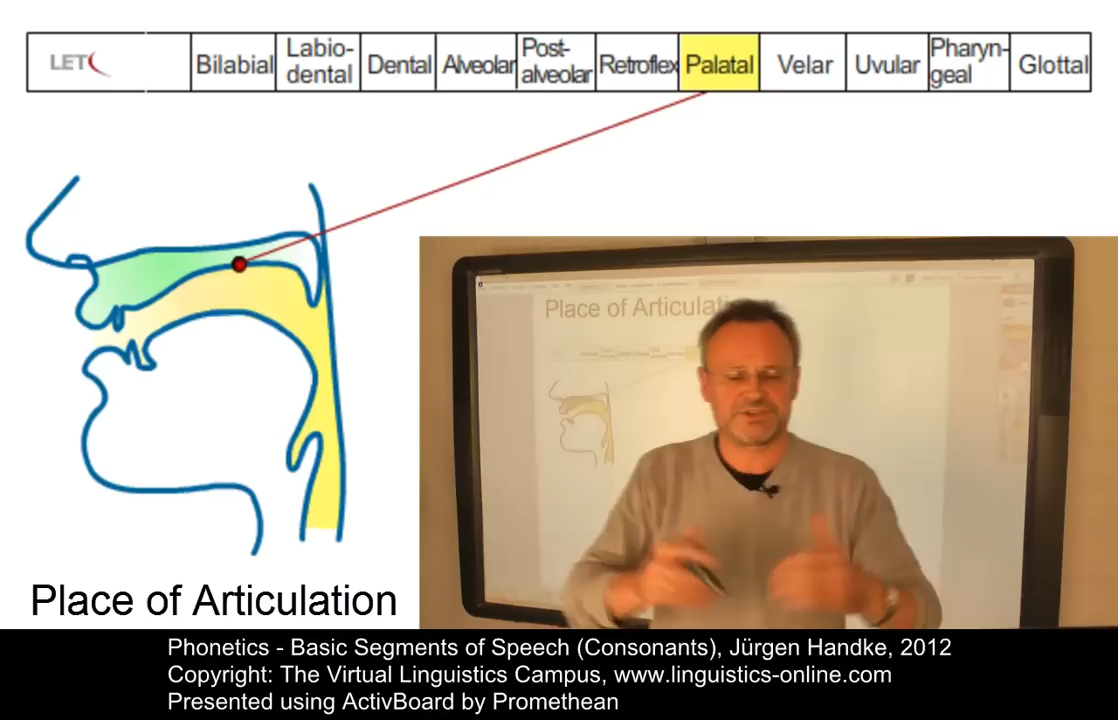 LET
Bilabial
Labio-
dental
Dental
Alveolar
Post-
alveolar
Retroflex
Palatal
Velar
Uvular
Pharyn-
geal
Glottal
Place of Articulation
Place of Articulation
Phonetics - Basic Segments of Speech (Consonants), Jürgen Handke, 2012
Copyright: The Virtual Linguistics Campus, www.linguistics-online.com
Presented using ActivBoard by Promethean